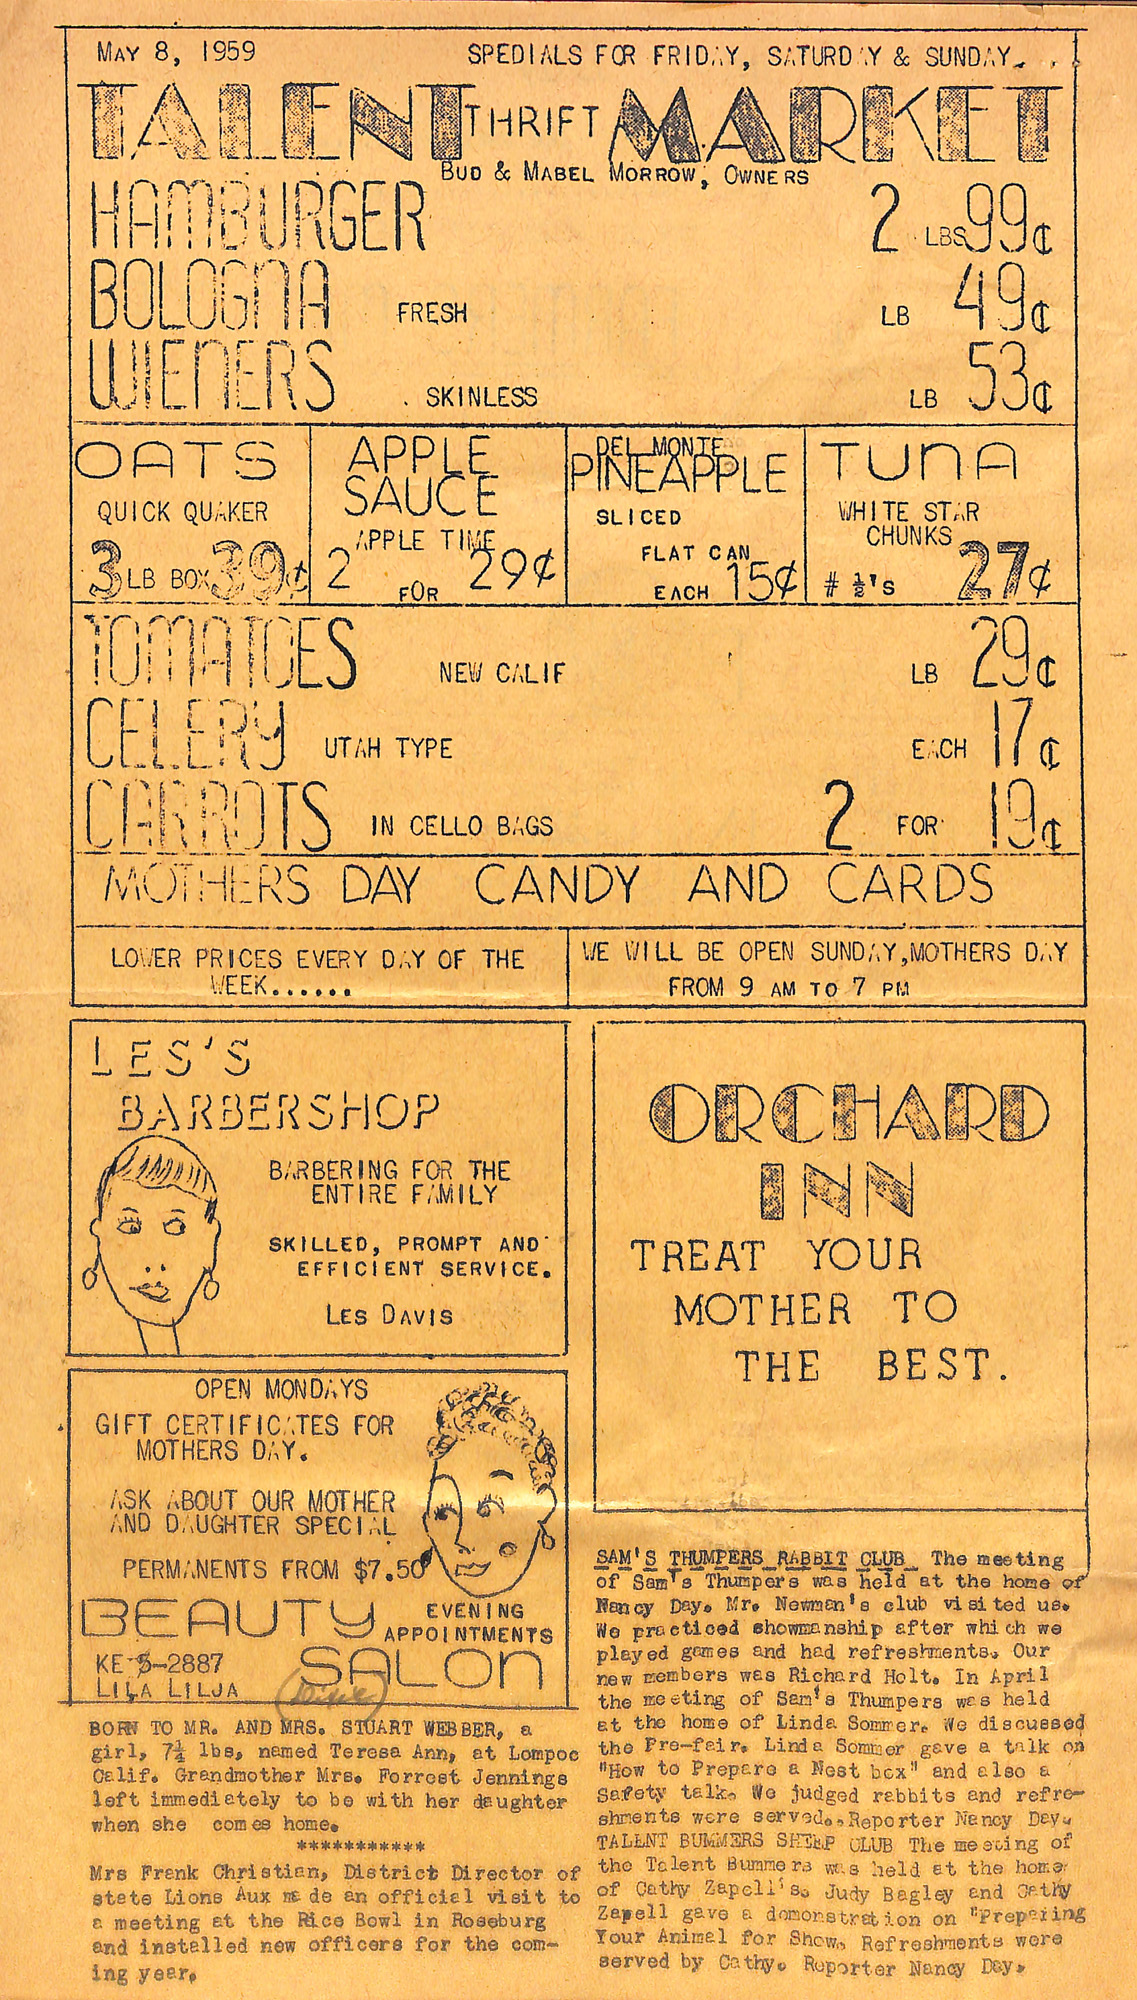 MAY 8, 1959 SPEDIALS FOR FRIDAY, SATURDAY & SUNDAY...
TALENT THRIFT MARKET
BUD & MABEL MORROW, OWNERS
HAMBURGER 2 LBS 99¢
BOLOGNA FRESH LB 49¢
WIENERS SKINLESS LB 53¢
OATS
QUICK QUAKER
3 LB BOX 39¢
APPLE
SAUCE
APPLE TIME
2 FOR 29¢
DEL MONTE
PINEAPPLE
SLICED
FLAT CAN
EACH 15¢
TUNA
WHITE STAR
CHUNKS
# ½'S 27¢
TOMATOES NEW CALIF LB 29¢
CELERY UTAH TYPE EACH 17¢
CARROTS IN CELLO BAGS 2 FOR 19¢
MOTHERS DAY CANDY AND CARDS
LOWER PRICES EVERY DAY OF THE
WEEK......
WE WILL BE OPEN SUNDAY, MOTHERS DAY
FROM 9 AM TO 7 PM
LES'S
BARBERSHOP
BARBERING FOR THE
ENTIRE FAMILY
SKILLED, PROMPT AND
EFFICIENT SERVICE.
LES DAVIS
ORCHARD
INN
TREAT YOUR
MOTHER TO
THE BEST.
OPEN MONDAYS
GIFT CERTIFICATES FOR
MOTHERS DAY.
ASK ABOUT OUR MOTHER
AND DAUGHTER SPECIAL
PERMANENTS FROM $7.50
BEAUTY EVENING
APPOINTMENTS
KE 5-2887 SALON
LILA LILJA
BORN TO MR. AND MRS. STUART WEBBER, a
girl, 7¼ lbs, named Teresa Ann, at Lompoc
Calif. Grandmother Mrs. Forrest Jennings
left immediately to be with her daughter
when she comes home.
***********
Mrs Frank Christian, District Director of
state Lions Aux made an official visit to
a meeting at the Rice Bowl in Roseburg
and installed new officers for the com-
ing year.
SAM'S THUMPERS RABBIT CLUB The meeting
of Sam's Thumpers was held at the home of
Nancy Day. Mr. Newman's club visited us.
We practiced showmanship after which we
played games and had refreshments. Our
new members was Richard Holt. In April
the meeting of Sam's Thumpers was held
at the home of Linda Sommer. We discussed
the Pre-fair. Linda Sommer gave a talk on
"How to Prepare a Nest box" and also a
Safety talk. We judged rabbits and refre-
shments were served..Reporter Nancy Day.
TALENT BUMMERS SHEEP CLUB The meeting of
the Talent Bummers was held at the home
of Cathy Zapell's. Judy Bagley and Cathy
Zapell gave a domonstration on "Prepairing
Your Animal for Show. Refreshments were
served by Cathy. Reporter Nancy Day.